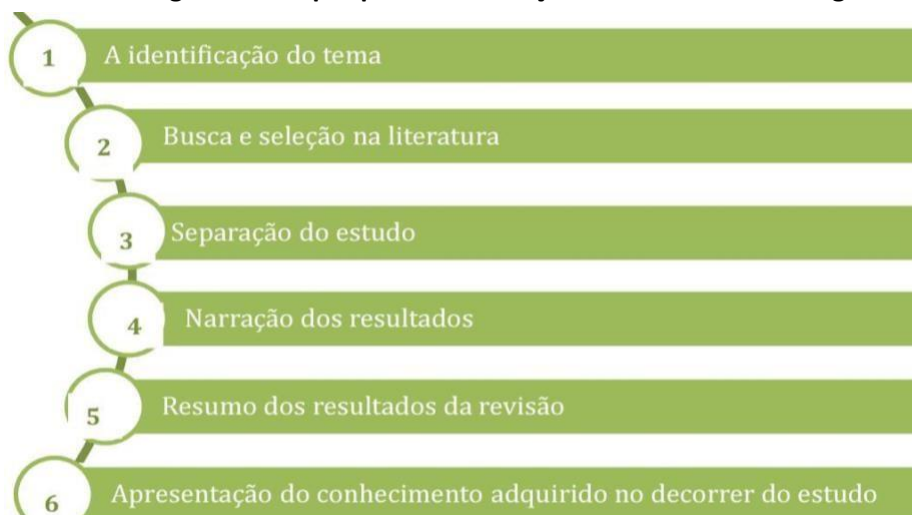 1
A identificação do tema
2
Busca e seleção na literatura
3
Separação do estudo
4
Narração dos resultados
5
Resumo dos resultados da revisão
6
Apresentação do conhecimento adquirido no decorrer do estudo